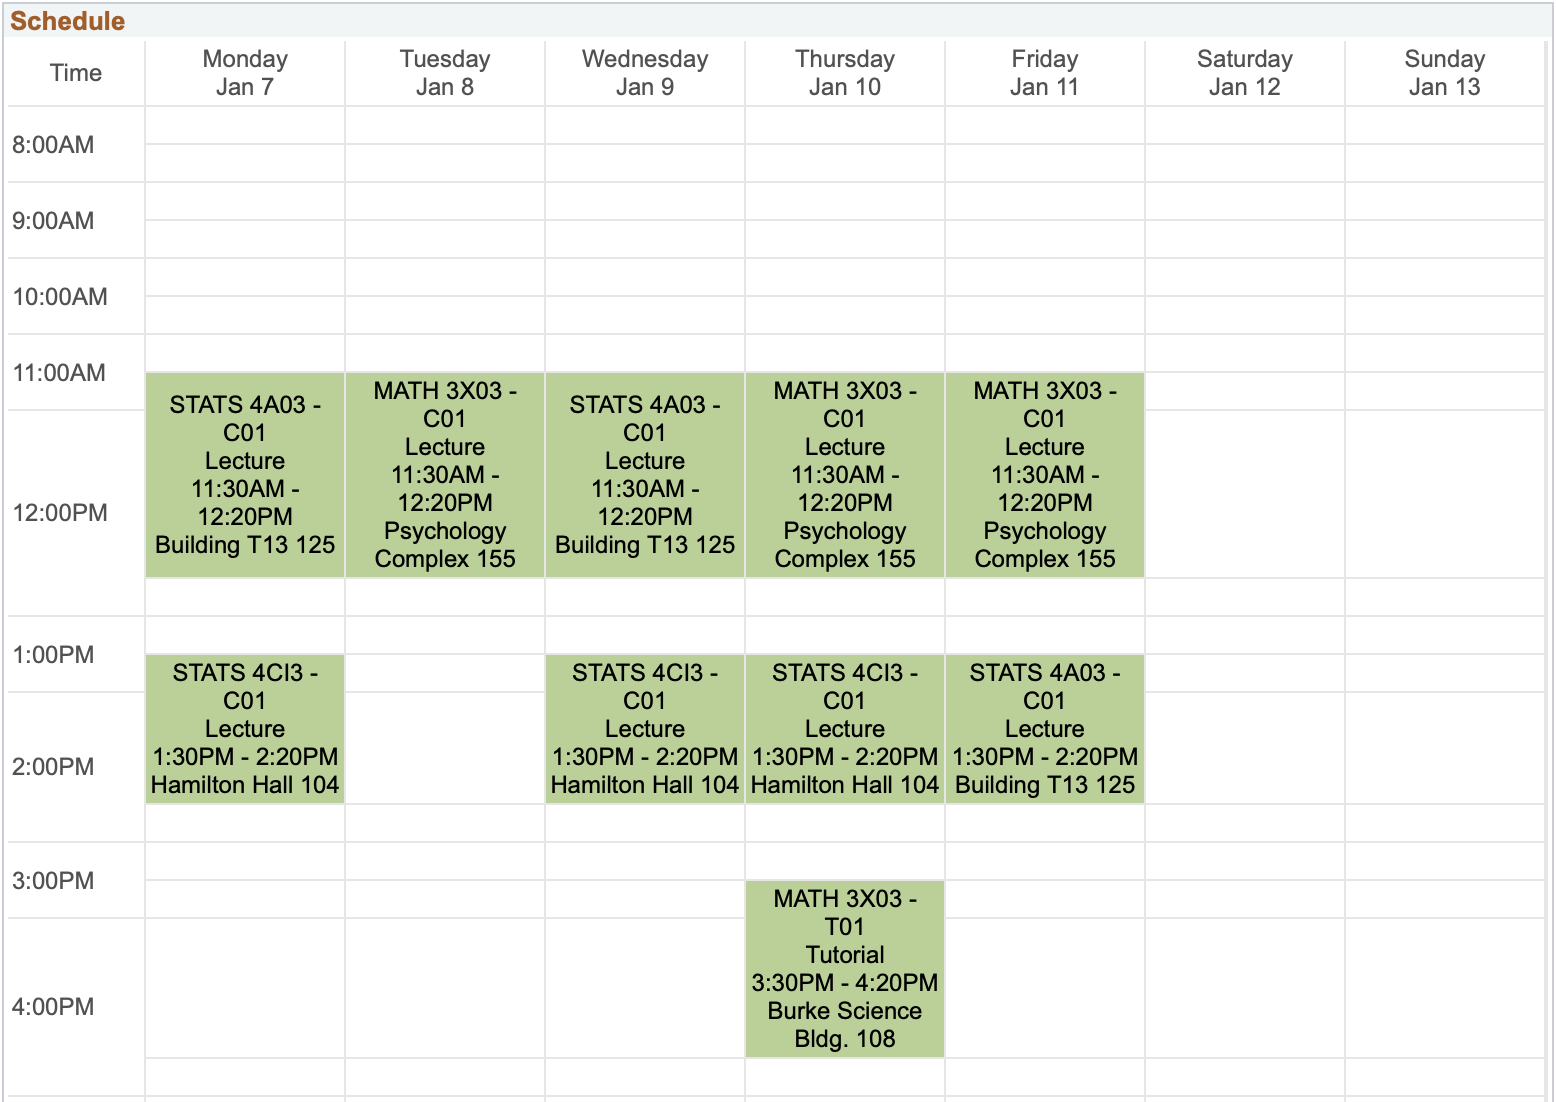 Schedule
Time
Monday
Jan 7
Tuesday
Jan 8
Wednesday
Jan 9
Thursday
Jan 10
Friday
Jan 11
Saturday
Jan 12
Sunday
Jan 13
8:00AM
9:00AM
10:00AM
11:00AM
STATS 4A03 -
C01
Lecture
11:30AM -
12:20PM
Building T13 125
MATH 3X03 -
C01
Lecture
11:30AM -
12:20PM
Psychology
Complex 155
STATS 4A03 -
C01
Lecture
11:30AM -
12:20PM
Building T13 125
MATH 3X03 -
C01
Lecture
11:30AM -
12:20PM
Psychology
Complex 155
MATH 3X03 -
C01
Lecture
11:30AM -
12:20PM
Psychology
Complex 155
12:00PM
1:00PM
STATS 4CI3 -
C01
Lecture
1:30PM - 2:20PM
Hamilton Hall 104
STATS 4CI3 -
C01
Lecture
1:30PM - 2:20PM
Hamilton Hall 104
STATS 4CI3 -
C01
Lecture
1:30PM - 2:20PM
Hamilton Hall 104
STATS 4A03 -
C01
Lecture
1:30PM - 2:20PM
Building T13 125
2:00PM
3:00PM
MATH 3X03 -
T01
Tutorial
3:30PM - 4:20PM
Burke Science
Bldg. 108
4:00PM